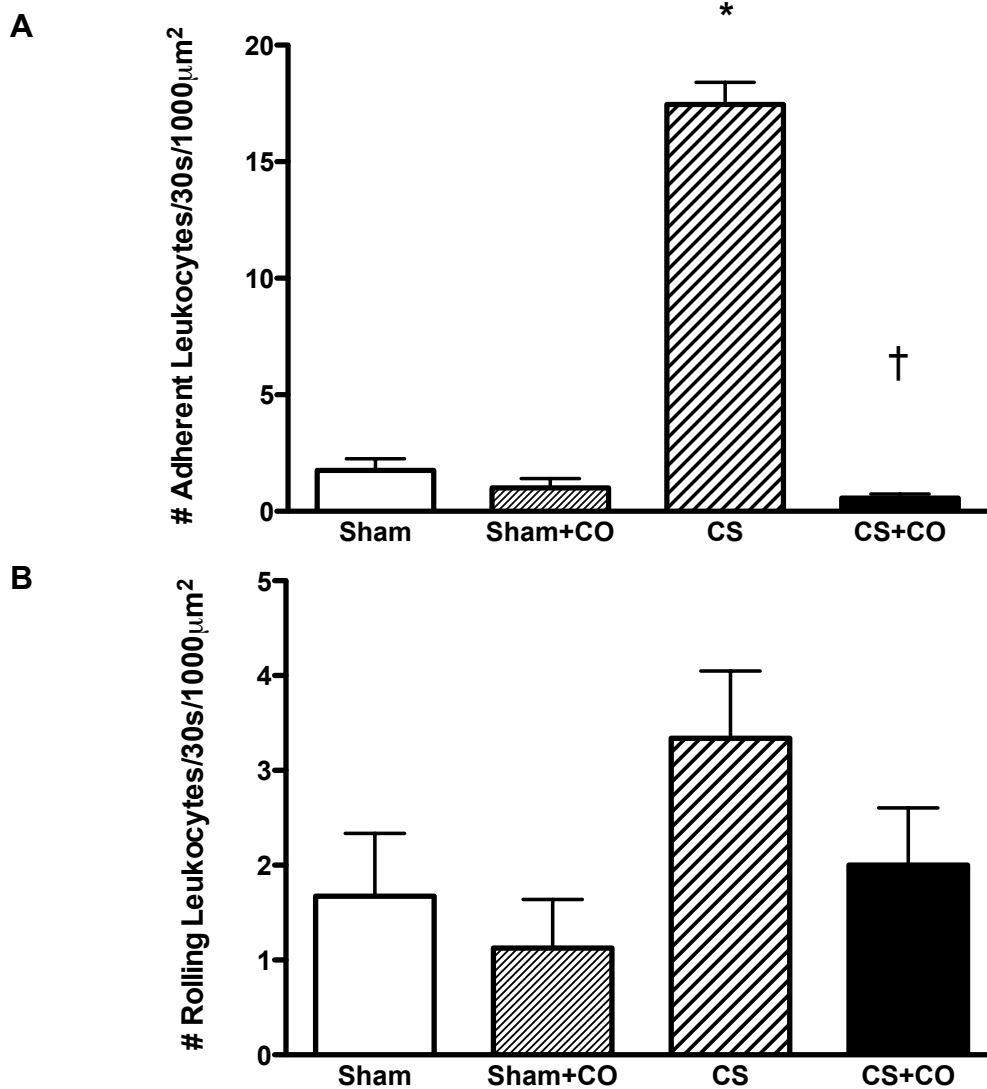 A
# Adherent Leukocytes/30s/1000μm²
*
20
15
10
5
0
†
Sham Sham+CO CS CS+CO
B
# Rolling Leukocytes/30s/1000μm²
5
4
3
2
1
0
Sham Sham+CO CS CS+CO